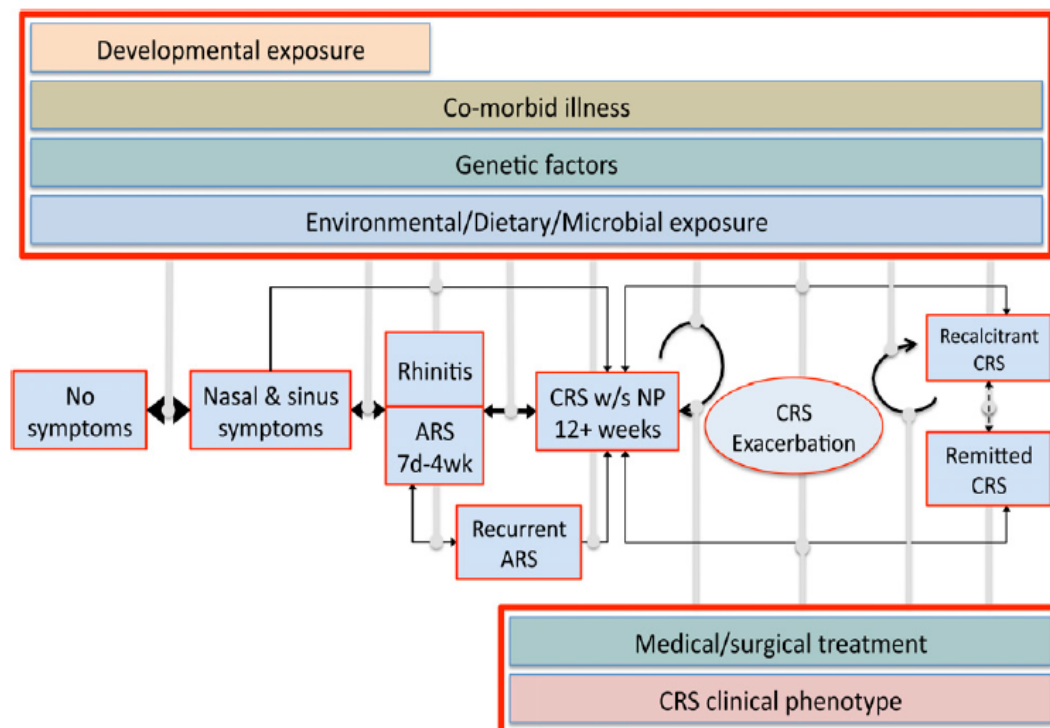 Developmental exposure
Co-morbid illness
Genetic factors
Environmental/Dietary/Microbial exposure
No
symptoms
Nasal & sinus
symptoms
Rhinitis
ARS
7d-4wk
Recurrent
ARS
CRS w/s NP
12+ weeks
CRS
Exacerbation
Recalcitrant
CRS
Remitted
CRS
Medical/surgical treatment
CRS clinical phenotype